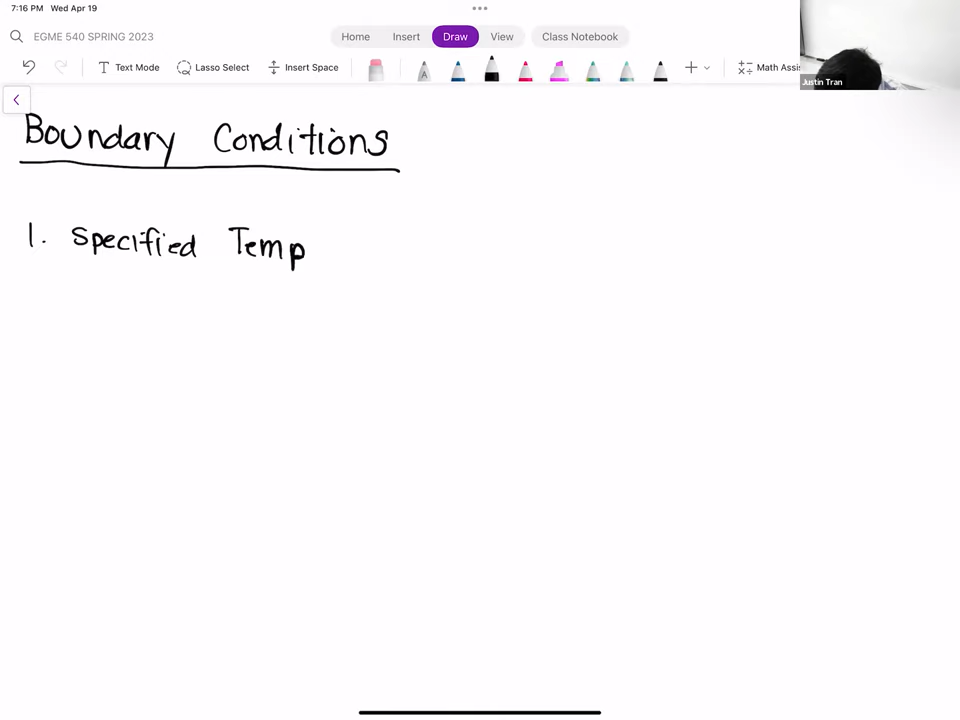 7:16 PM Wed Apr 19
EGME 540 SPRING 2023
Home Insert Draw View Class Notebook
Text Mode Lasso Select Insert Space A Math Assis
Justin Tran
Boundary Conditions
1. Specified Temp